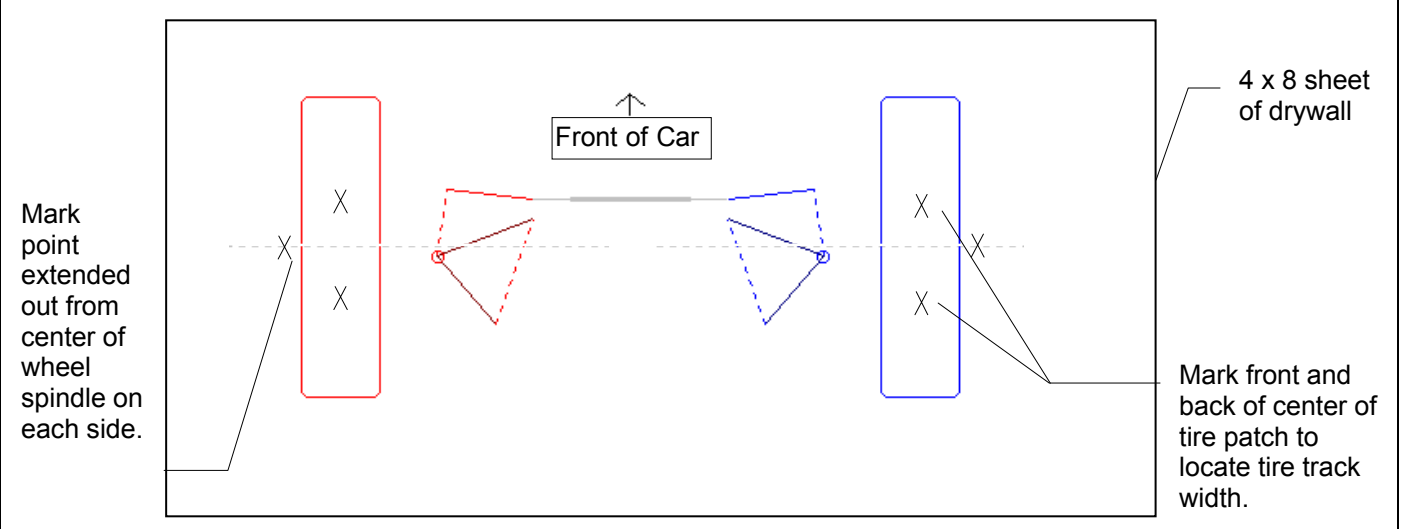 4 x 8 sheet
of drywall
Front of Car
Mark
point
extended
out from
center of
wheel
spindle on
each side.
Mark front and
back of center of
tire patch to
locate tire track
width.
X
X
X
X
X
X